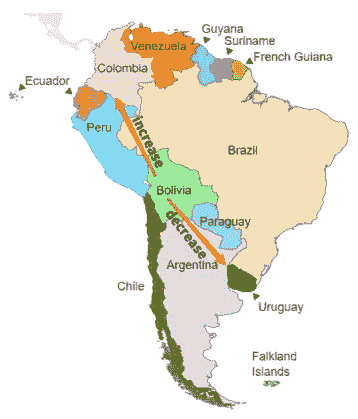 Guyana
Suriname
Venezuela
French Guiana
Colombia
Ecuador
Peru
increase
Brazil
Bolivia
decrease
Paraguay
Argentina
Chile
Uruguay
Falkland
Islands